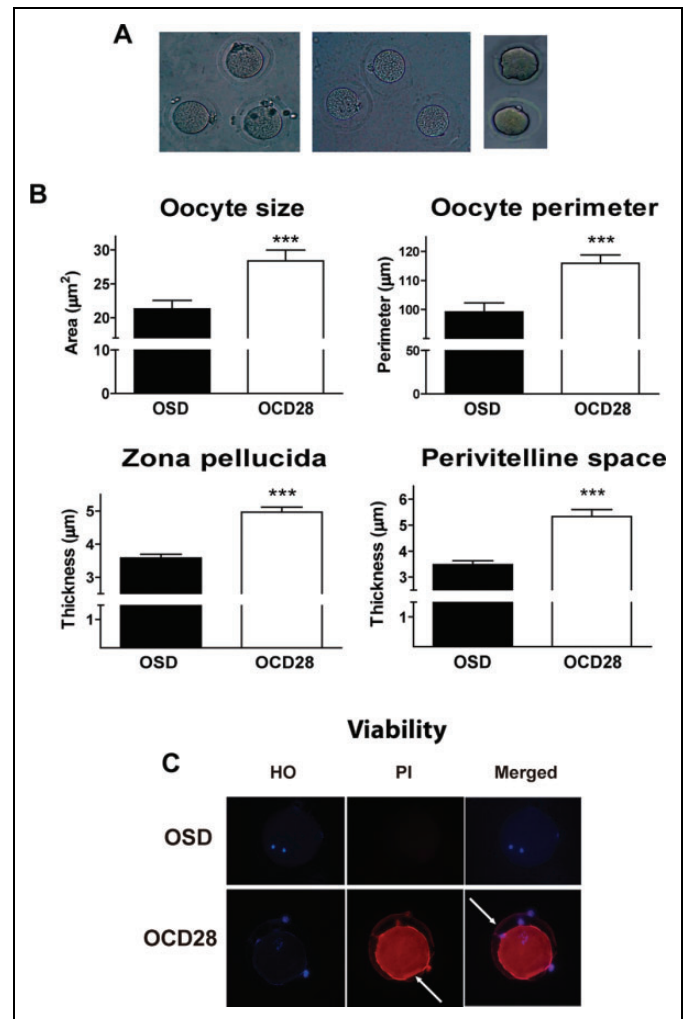 A
B
Oocyte size
Area (µm²)
30
25
20
10
0
***
OSD OCD28
Oocyte perimeter
Perimeter (µm)
120
110
100
50
0
***
OSD OCD28
Zona pellucida
Thickness (µm)
5
4
3
1
***
OSD OCD28
Perivitelline space
Thickness (µm)
6
5
4
3
1
***
OSD OCD28
Viability
C
HO PI Merged
OSD
OCD28